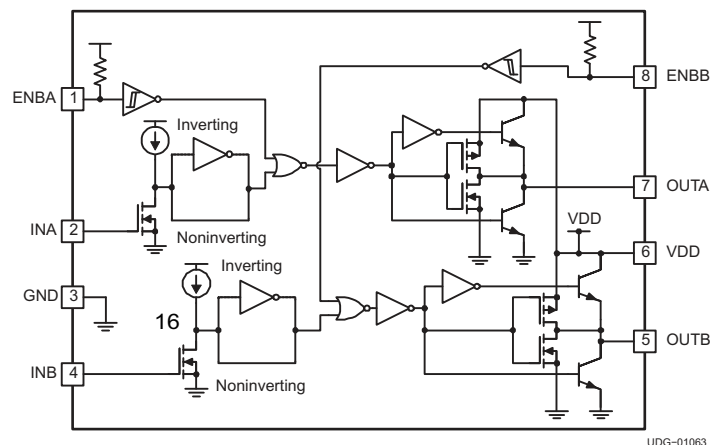 ENBA 1
8 ENBB
Inverting
INA 2
Noninverting
7 OUTA
VDD
6 VDD
Inverting
GND 3
16
5 OUTB
INB 4
Noninverting
UDG−01063